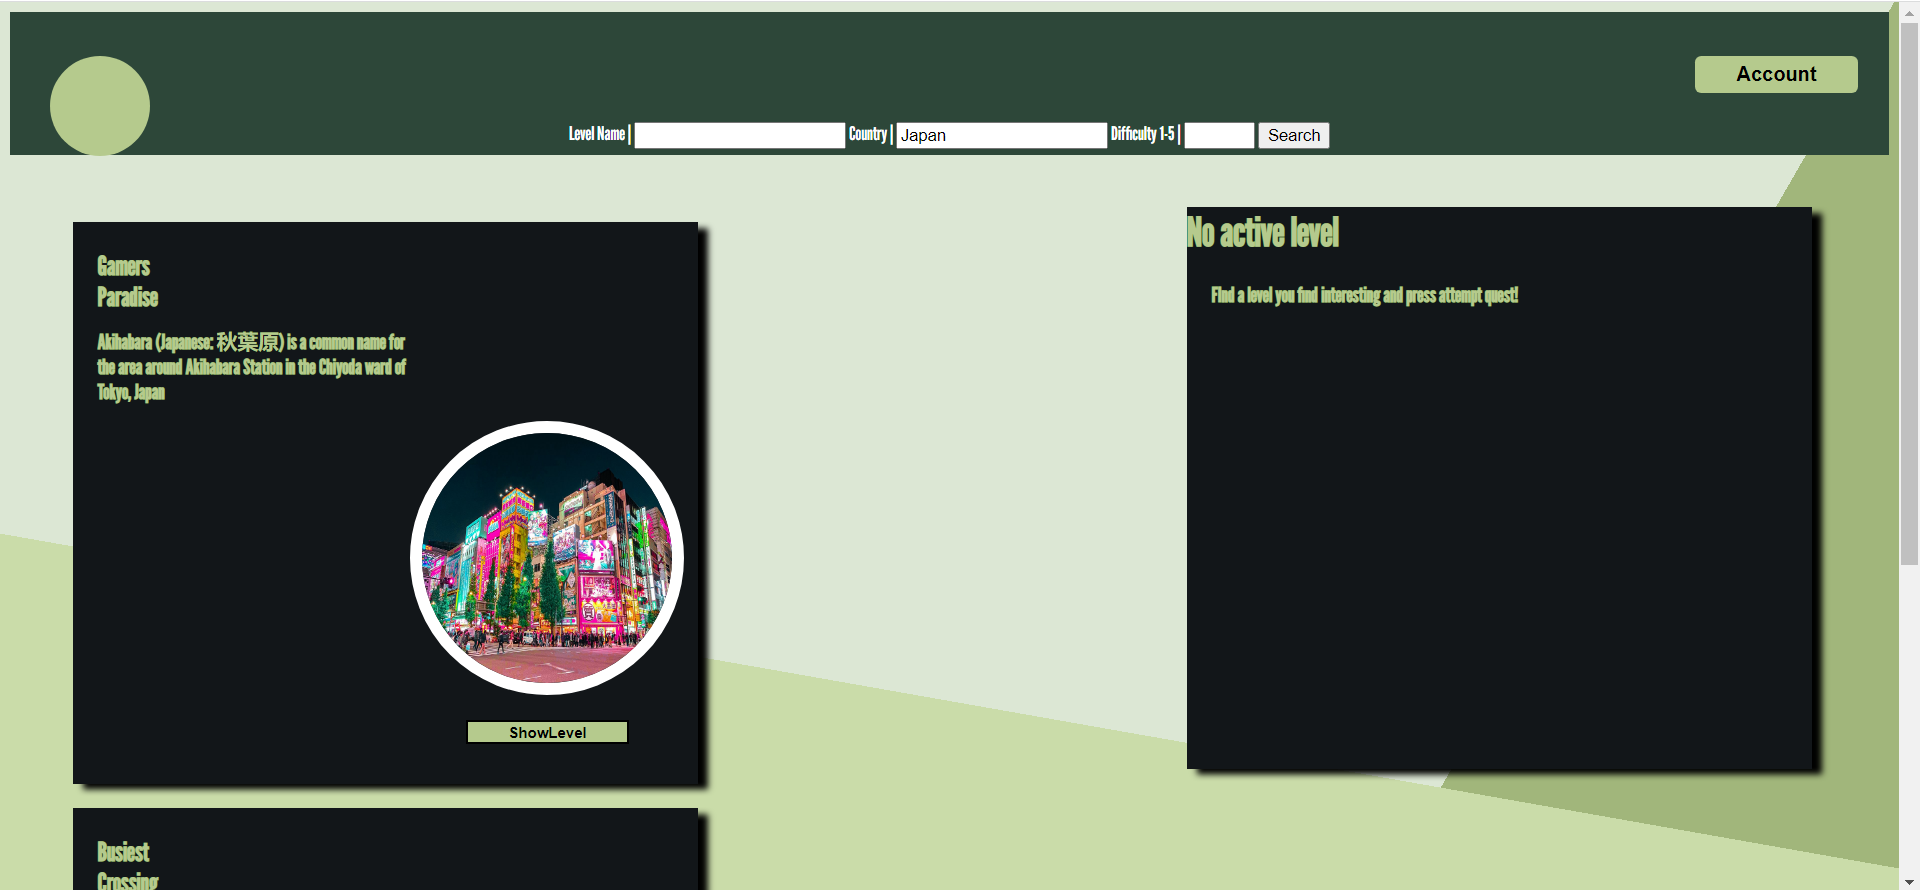 Account
Level Name | Country | Japan Difficulty 1-5 | Search
Gamers
Paradise
Akihabara (Japanese: 秋葉原) is a common name for
the area around Akihabara Station in the Chiyoda ward of
Tokyo, Japan
ShowLevel
Busiest
Crossing
No active level
FInd a level you find interesting and press attempt quest!